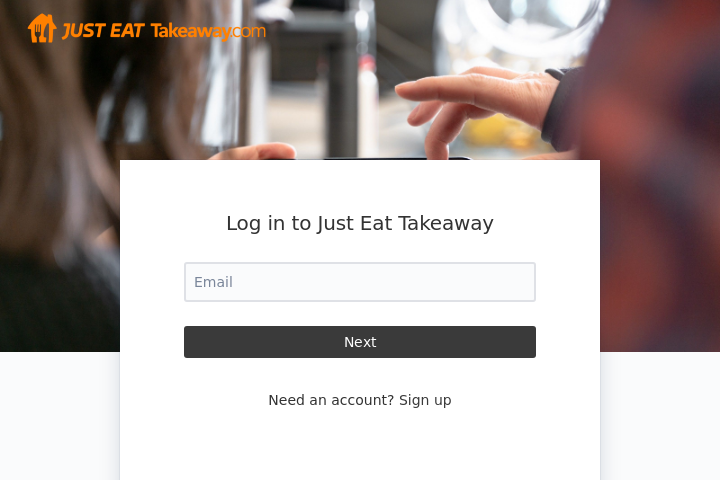 JUST EAT Takeaway.com
Log in to Just Eat Takeaway
Email
Next
Need an account? Sign up